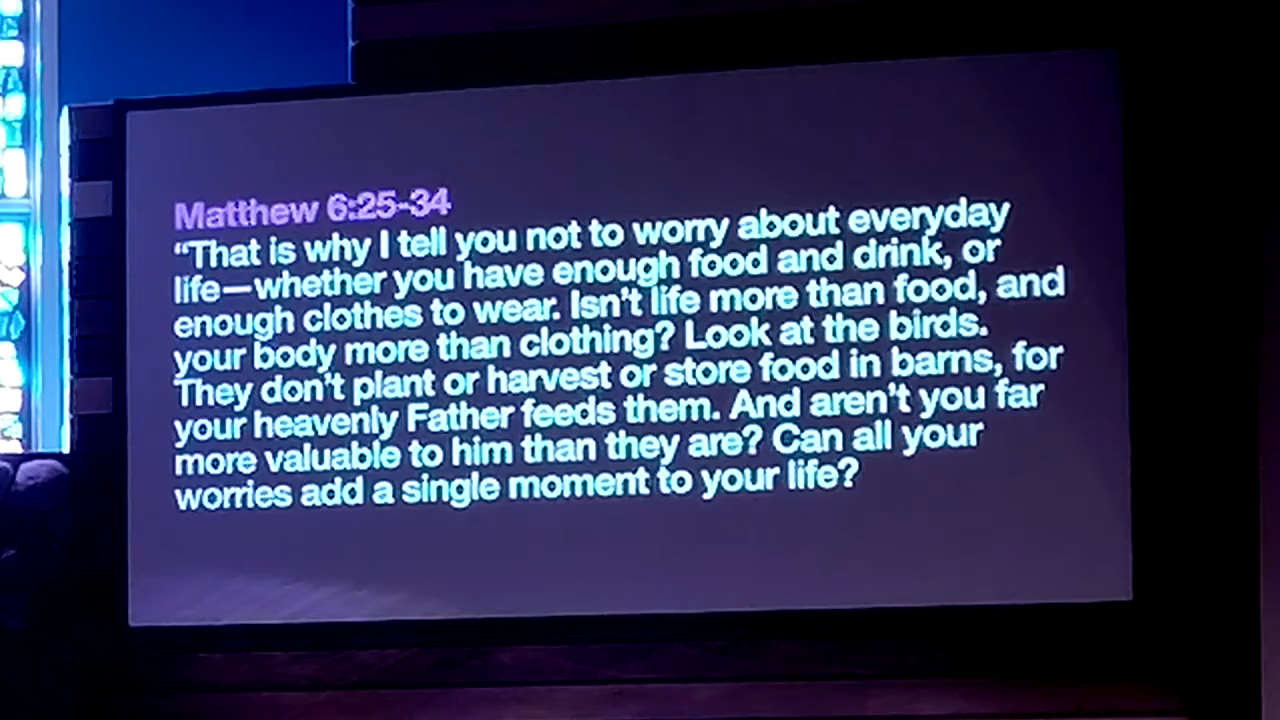 Matthew 6:25-34
“That is why I tell you not to worry about everyday
life—whether you have enough food and drink, or
enough clothes to wear. Isn’t life more than food, and
your body more than clothing? Look at the birds.
They don’t plant or harvest or store food in barns, for
your heavenly Father feeds them. And aren’t you far
more valuable to him than they are? Can all your
worries add a single moment to your life?